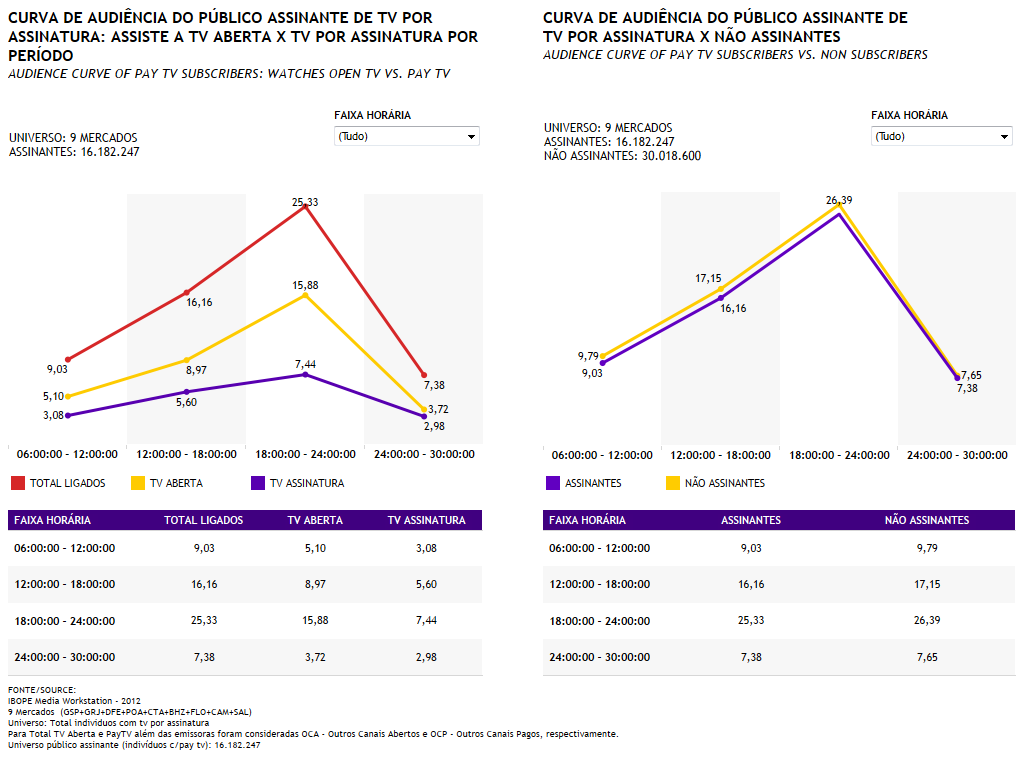 CURVA DE AUDIÊNCIA DO PÚBLICO ASSINANTE DE TV POR
ASSINATURA: ASSISTE A TV ABERTA X TV POR ASSINATURA POR
PERÍODO
AUDIENCE CURVE OF PAY TV SUBSCRIBERS: WATCHES OPEN TV VS. PAY TV
FAIXA HORÁRIA
(Tudo)
UNIVERSO: 9 MERCADOS
ASSINANTES: 16.182.247
25,33
16,16
15,88
9,03
8,97
7,44
7,38
5,10
5,60
3,72
3,08
2,98
06:00:00 - 12:00:00 12:00:00 - 18:00:00 18:00:00 - 24:00:00 24:00:00 - 30:00:00
TOTAL LIGADOS TV ABERTA TV ASSINATURA
FAIXA HORÁRIA TOTAL LIGADOS TV ABERTA TV ASSINATURA
06:00:00 - 12:00:00 9,03 5,10 3,08
12:00:00 - 18:00:00 16,16 8,97 5,60
18:00:00 - 24:00:00 25,33 15,88 7,44
24:00:00 - 30:00:00 7,38 3,72 2,98
CURVA DE AUDIÊNCIA DO PÚBLICO ASSINANTE DE
TV POR ASSINATURA X NÃO ASSINANTES
AUDIENCE CURVE OF PAY TV SUBSCRIBERS VS. NON SUBSCRIBERS
FAIXA HORÁRIA
(Tudo)
UNIVERSO: 9 MERCADOS
ASSINANTES: 16.182.247
NÃO ASSINANTES: 30.018.600
26,39
17,15
16,16
9,79
9,03
7,65
7,38
06:00:00 - 12:00:00 12:00:00 - 18:00:00 18:00:00 - 24:00:00 24:00:00 - 30:00:00
ASSINANTES NÃO ASSINANTES
FAIXA HORÁRIA ASSINANTES NÃO ASSINANTES
06:00:00 - 12:00:00 9,03 9,79
12:00:00 - 18:00:00 16,16 17,15
18:00:00 - 24:00:00 25,33 26,39
24:00:00 - 30:00:00 7,38 7,65
FONTE/SOURCE:
IBOPE Media Workstation - 2012
9 Mercados (GSP+GRJ+DFE+POA+CTA+BHZ+FLO+CAM+SAL)
Universo: Total individuos com tv por assinatura
Para Total TV Aberta e PayTV além das emissoras foram consideradas OCA - Outros Canais Abertos e OCP - Outros Canais Pagos, respectivamente.
Universo público assinante (indivíduos c/pay tv): 16.182.247